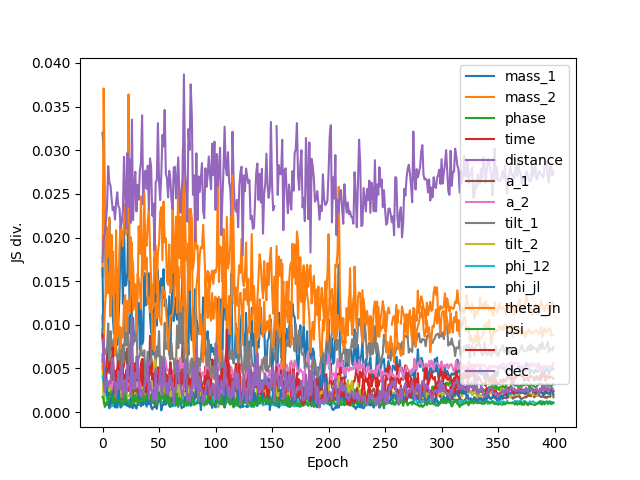 0.040
0.035
0.030
0.025
0.020
0.015
0.010
0.005
0.000
JS div.
0
50
100
150
200
250
300
350
400
Epoch
mass_1
mass_2
phase
time
distance
a_1
a_2
tilt_1
tilt_2
phi_12
phi_jl
theta_jn
psi
ra
dec